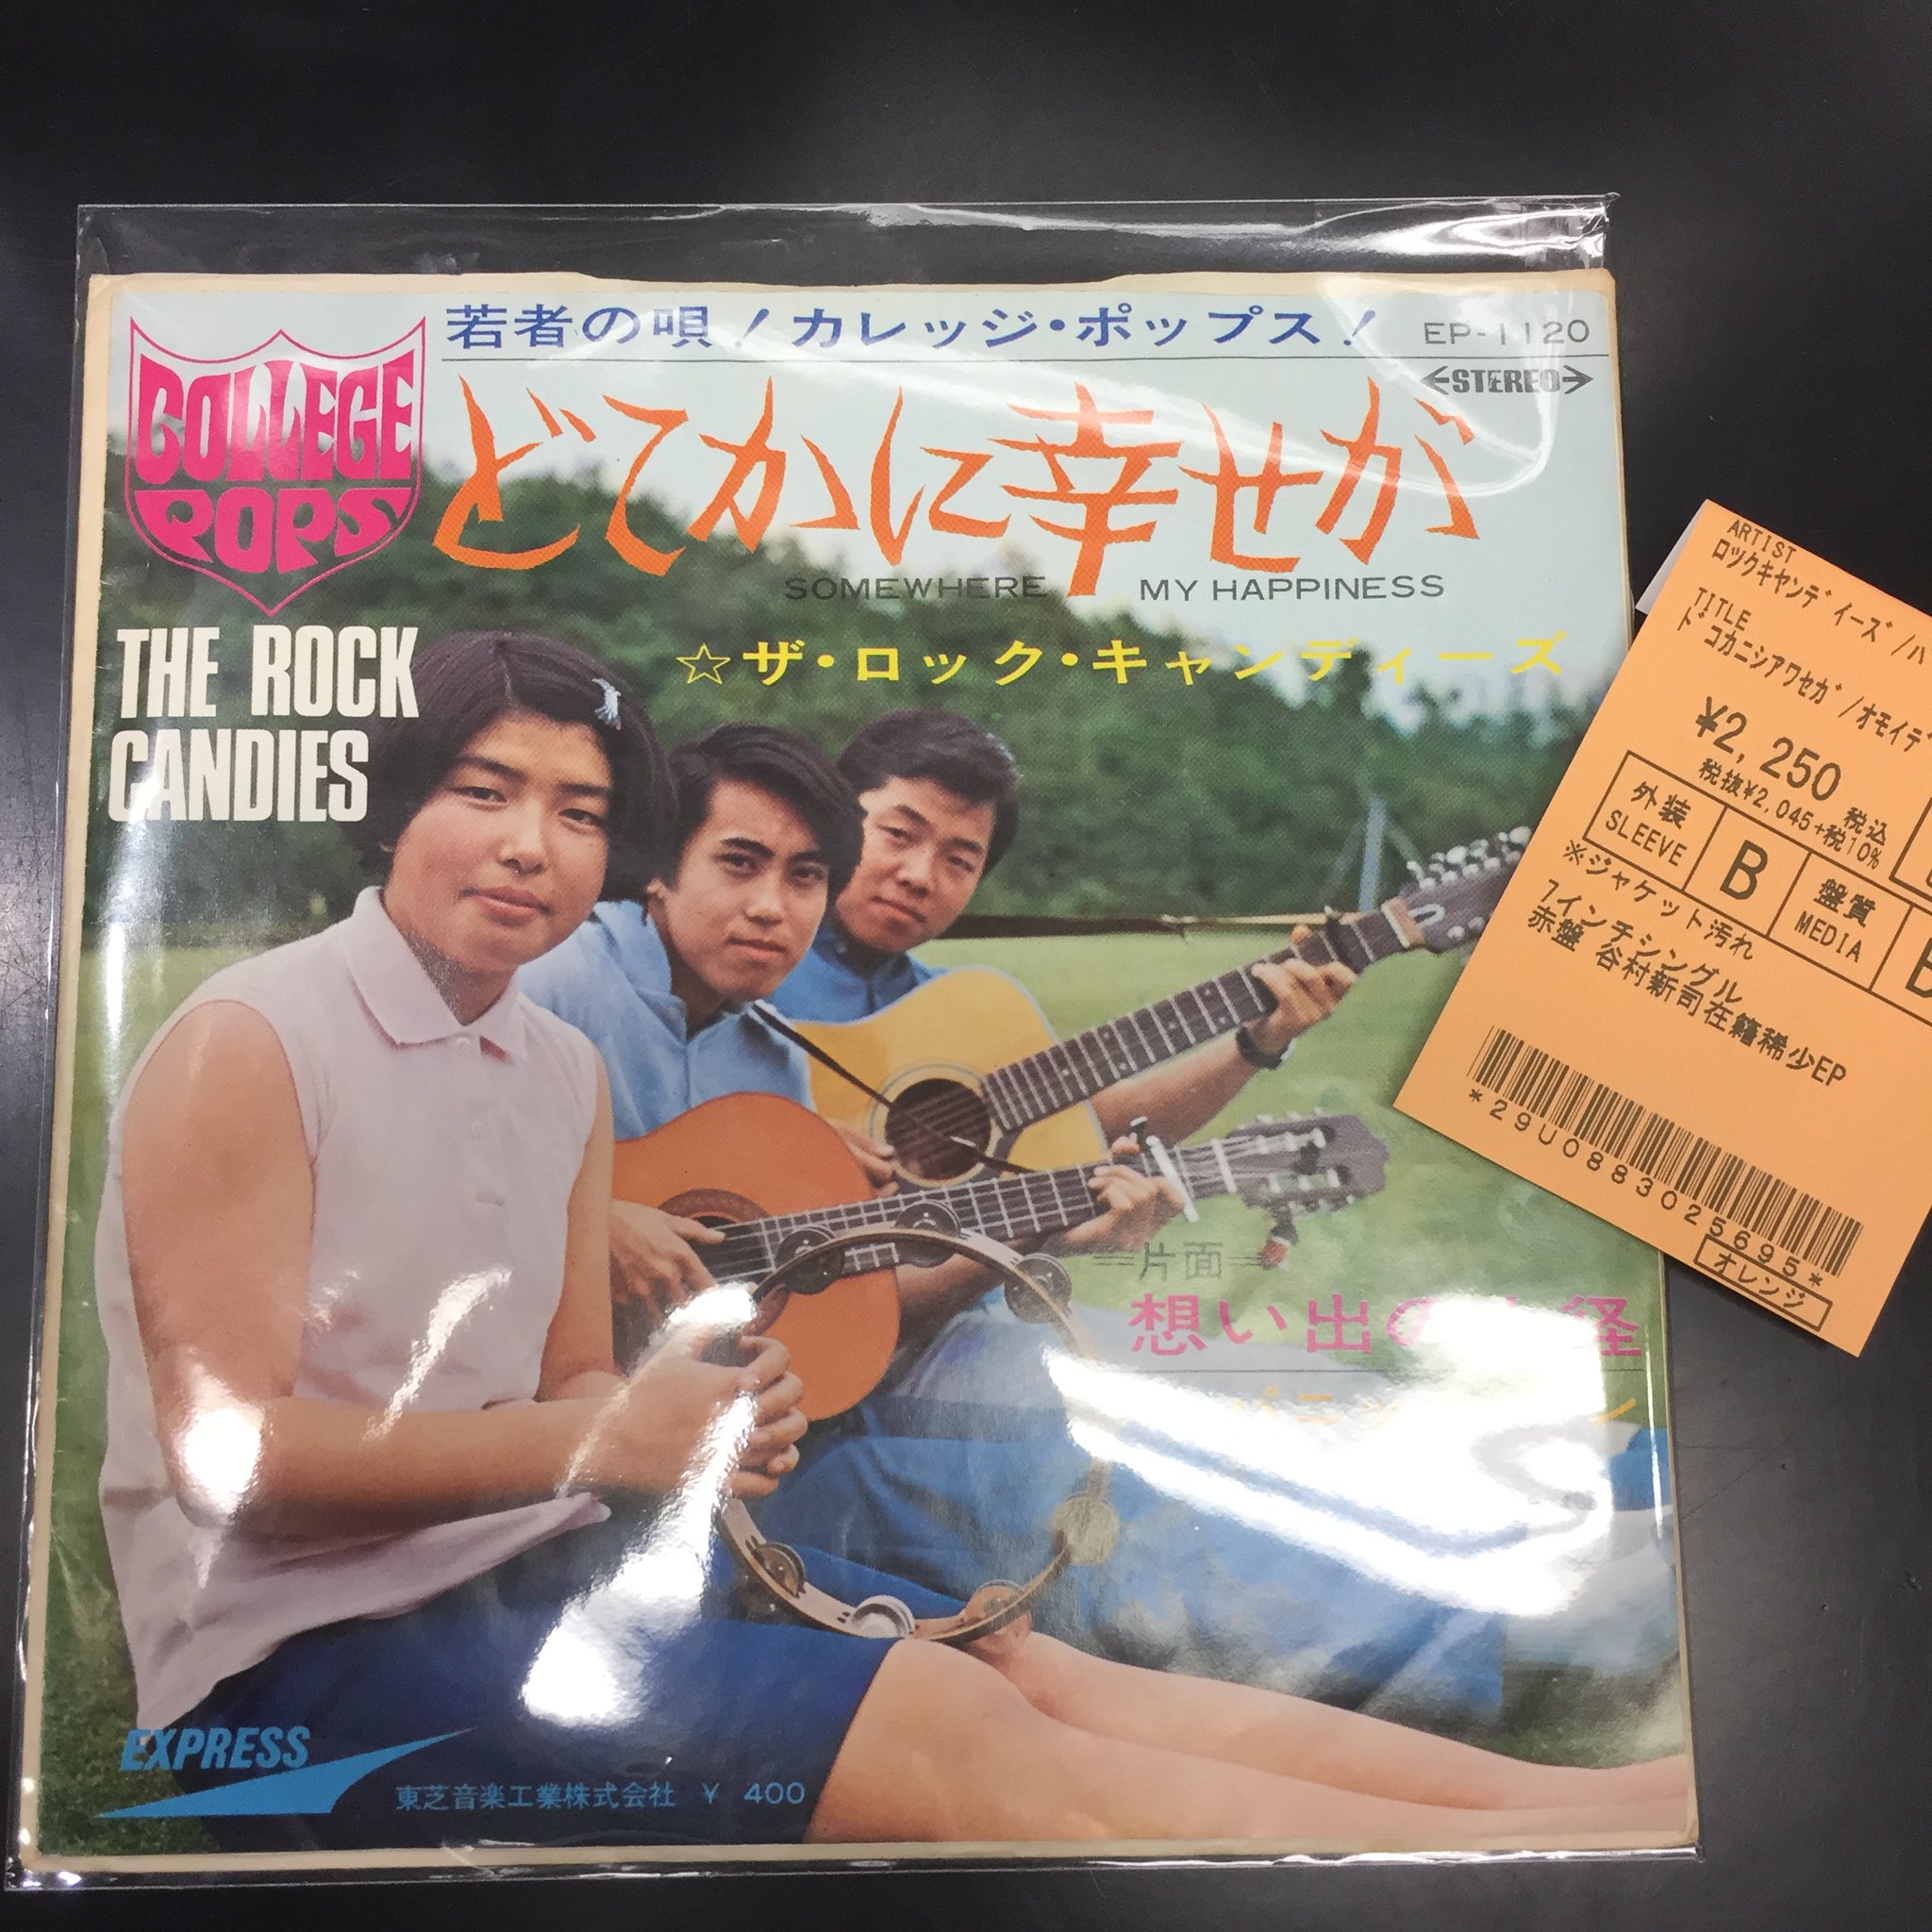 若者の唄！カレッジ・ポップス！ EP-1120
←STEREO→
COLLEGE
POPS
どこかに幸せが
SOMEWHERE MY HAPPINESS
THE ROCK
CANDIES
☆ザ・ロック・キャンディーズ
=片面=
想い出の 径
EXPRESS
東芝音楽工業株式会社 ￥ 400
ARTIST
ロックキャンディーズ/ハ
TITLE
ドコカニシアワセガ/オモイデ
¥2,250 税込
税抜¥2,045+税10%
外装
SLEEVE
B
盤質
MEDIA
※ジャケット汚れ
7インチシングル
赤盤 谷村新司在籍稀少EP
*29U0883025695*
オレンジ